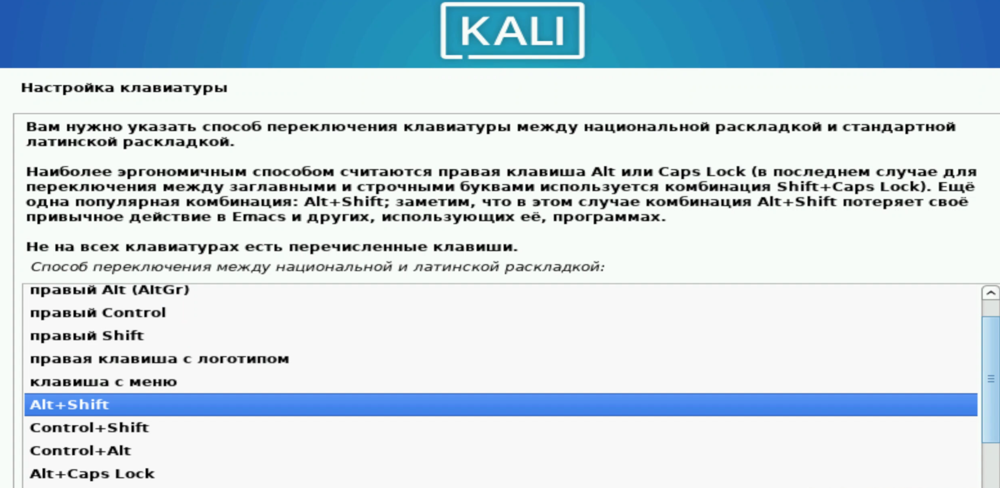 KALI
Настройка клавиатуры
Вам нужно указать способ переключения клавиатуры между национальной раскладкой и стандартной
латинской раскладкой.
Наиболее эргономичным способом считаются правая клавиша Alt или Caps Lock (в последнем случае для
переключения между заглавными и строчными буквами используется комбинация Shift+Caps Lock). Ещё
одна популярная комбинация: Alt+Shift; заметим, что в этом случае комбинация Alt+Shift потеряет своё
привычное действие в Emacs и других, использующих её, программах.
Не на всех клавиатурах есть перечисленные клавиши.
Способ переключения между национальной и латинской раскладкой:
правый Alt (AltGr)
правый Control
правый Shift
правая клавиша с логотипом
клавиша с меню
Alt+Shift
Control+Shift
Control+Alt
Alt+Caps Lock